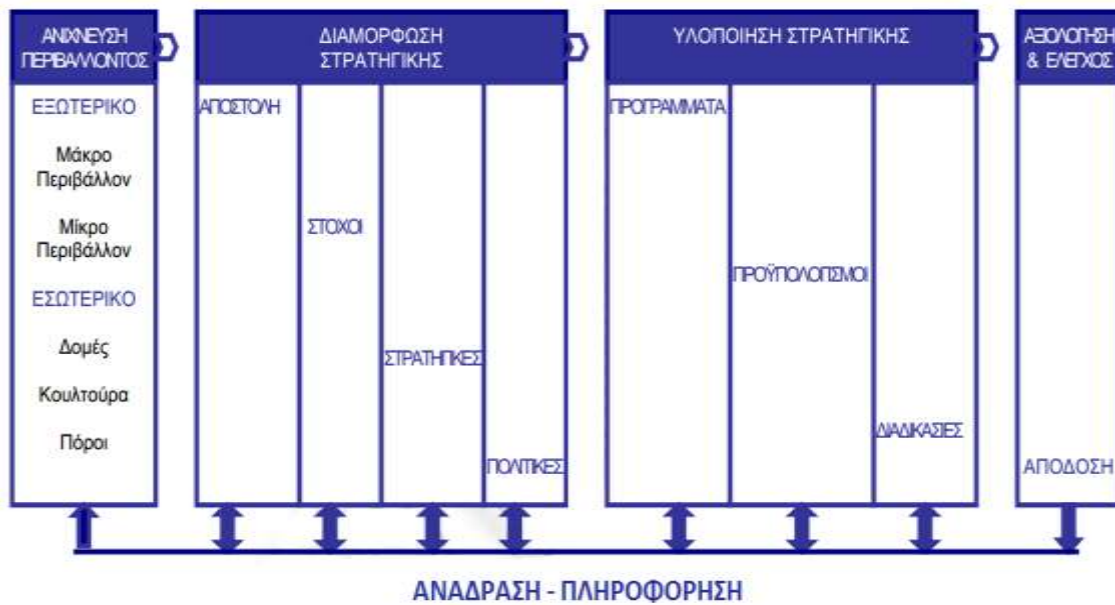 ΑΝΙΧΝΕΥΣΗ
ΠΕΡΙΒΑΛΛΟΝΤΟΣ
ΕΞΩΤΕΡΙΚΟ
Μάκρο
Περιβάλλον
Μίκρο
Περιβάλλον
ΕΣΩΤΕΡΙΚΟ
Δομές
Κουλτούρα
Πόροι
ΔΙΑΜΟΡΦΩΣΗ
ΣΤΡΑΤΗΓΙΚΗΣ
ΑΠΟΣΤΟΛΗ
ΣΤΟΧΟΙ
ΣΤΡΑΤΗΓΙΚΕΣ
ΠΟΛΙΤΙΚΕΣ
ΥΛΟΠΟΙΗΣΗ ΣΤΡΑΤΗΓΙΚΗΣ
ΠΡΟΓΡΑΜΜΑΤΑ
ΠΡΟΫΠΟΛΟΓΙΣΜΟΙ
ΔΙΑΔΙΚΑΣΙΕΣ
ΑΞΙΟΛΟΓΗΣΗ
& ΕΛΕΓΧΟΣ
ΑΠΟΔΟΣΗ
ΑΝΑΔΡΑΣΗ - ΠΛΗΡΟΦΟΡΗΣΗ